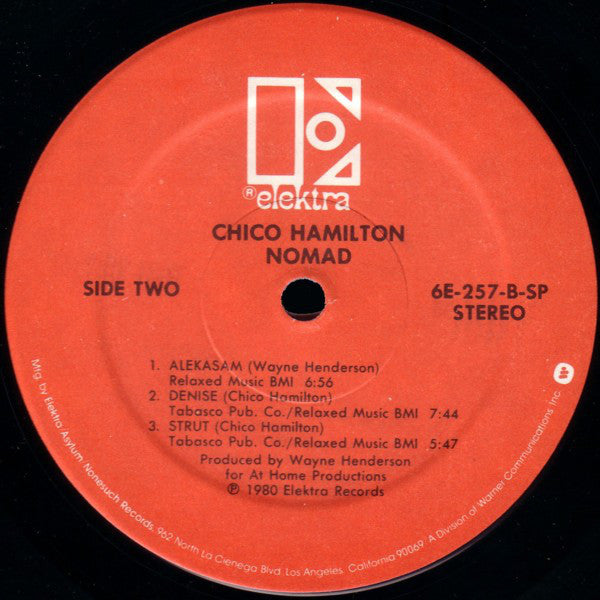 ® elektra
CHICO HAMILTON
NOMAD
SIDE TWO
6E-257-B-SP
STEREO
1. ALEKASAM (Wayne Henderson)
Relaxed Music BMI 6:56
2. DENISE (Chico Hamilton)
Tabasco Pub. Co./Relaxed Music BMI 7:44
3. STRUT (Chico Hamilton)
Tabasco Pub. Co./Relaxed Music BMI 5:47
Produced by Wayne Henderson
for At Home Productions
℗ 1980 Elektra Records
Mfg. by Elektra Asylum Nonesuch Records, 962 North La Cienega Blvd. Los Angeles, California 90069. A Division of Warner Communications Inc.